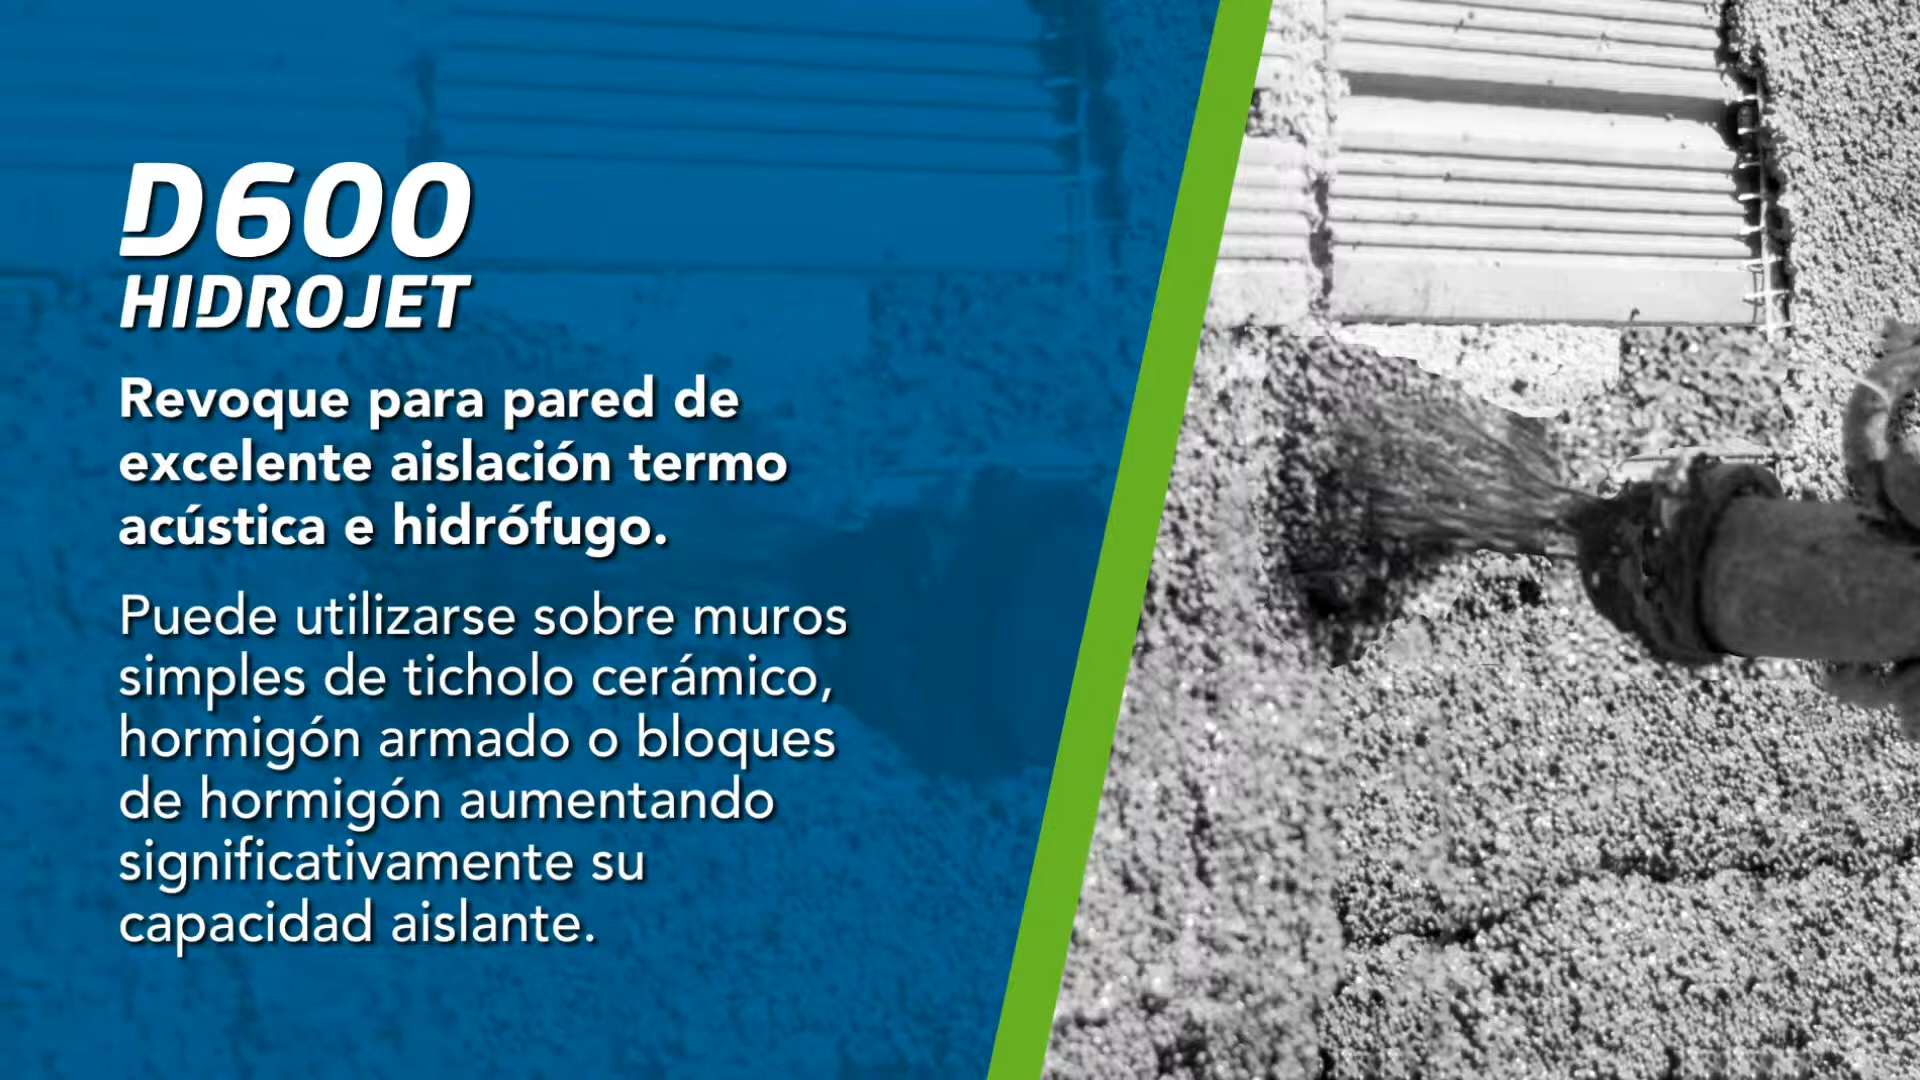 D600
HIDROJET
Revoque para pared de
excelente aislación termo
acústica e hidrófugo.
Puede utilizarse sobre muros
simples de ticholo cerámico,
hormigón armado o bloques
de hormigón aumentando
significativamente su
capacidad aislante.